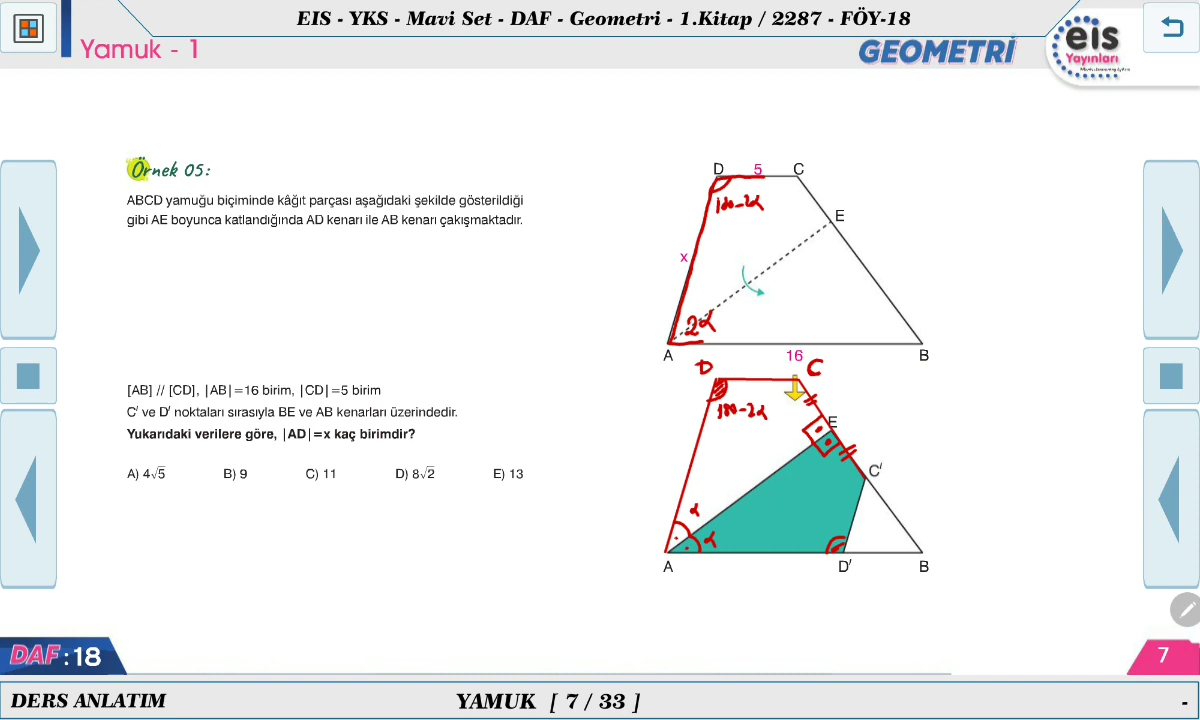 EIS - YKS - Mavi Set - DAF - Geometri - 1.Kitap / 2287 - FÖY-18
Yamuk - 1
GEOMETRİ
eis
Yayınları
Örnek 05:
ABCD yamuğu biçiminde kâğıt parçası aşağıdaki şekilde gösterildiği
gibi AE boyunca katlandığında AD kenarı ile AB kenarı çakışmaktadır.
D 5 C
180-2α
E
x
2α
A 16 B
D C
180-2α
E
C'
α
α
A D' B
[AB] // [CD], |AB|=16 birim, |CD|=5 birim
C' ve D' noktaları sırasıyla BE ve AB kenarları üzerindedir.
Yukarıdaki verilere göre, |AD|=x kaç birimdir?
A) 4√5 B) 9 C) 11 D) 8√2 E) 13
DAF:18
7
DERS ANLATIM
YAMUK [ 7 / 33 ]
-